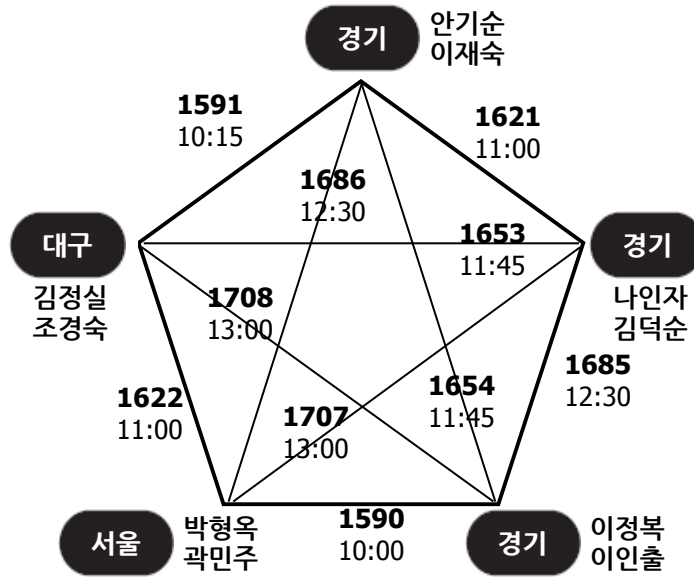 경기
안기순
이재숙
1591
10:15
1621
11:00
1686
12:30
대구
김정실
조경숙
1653
11:45
경기
나인자
김덕순
1708
13:00
1622
11:00
1707
13:00
1654
11:45
1685
12:30
서울
박형옥
곽민주
1590
10:00
경기
이정복
이인출